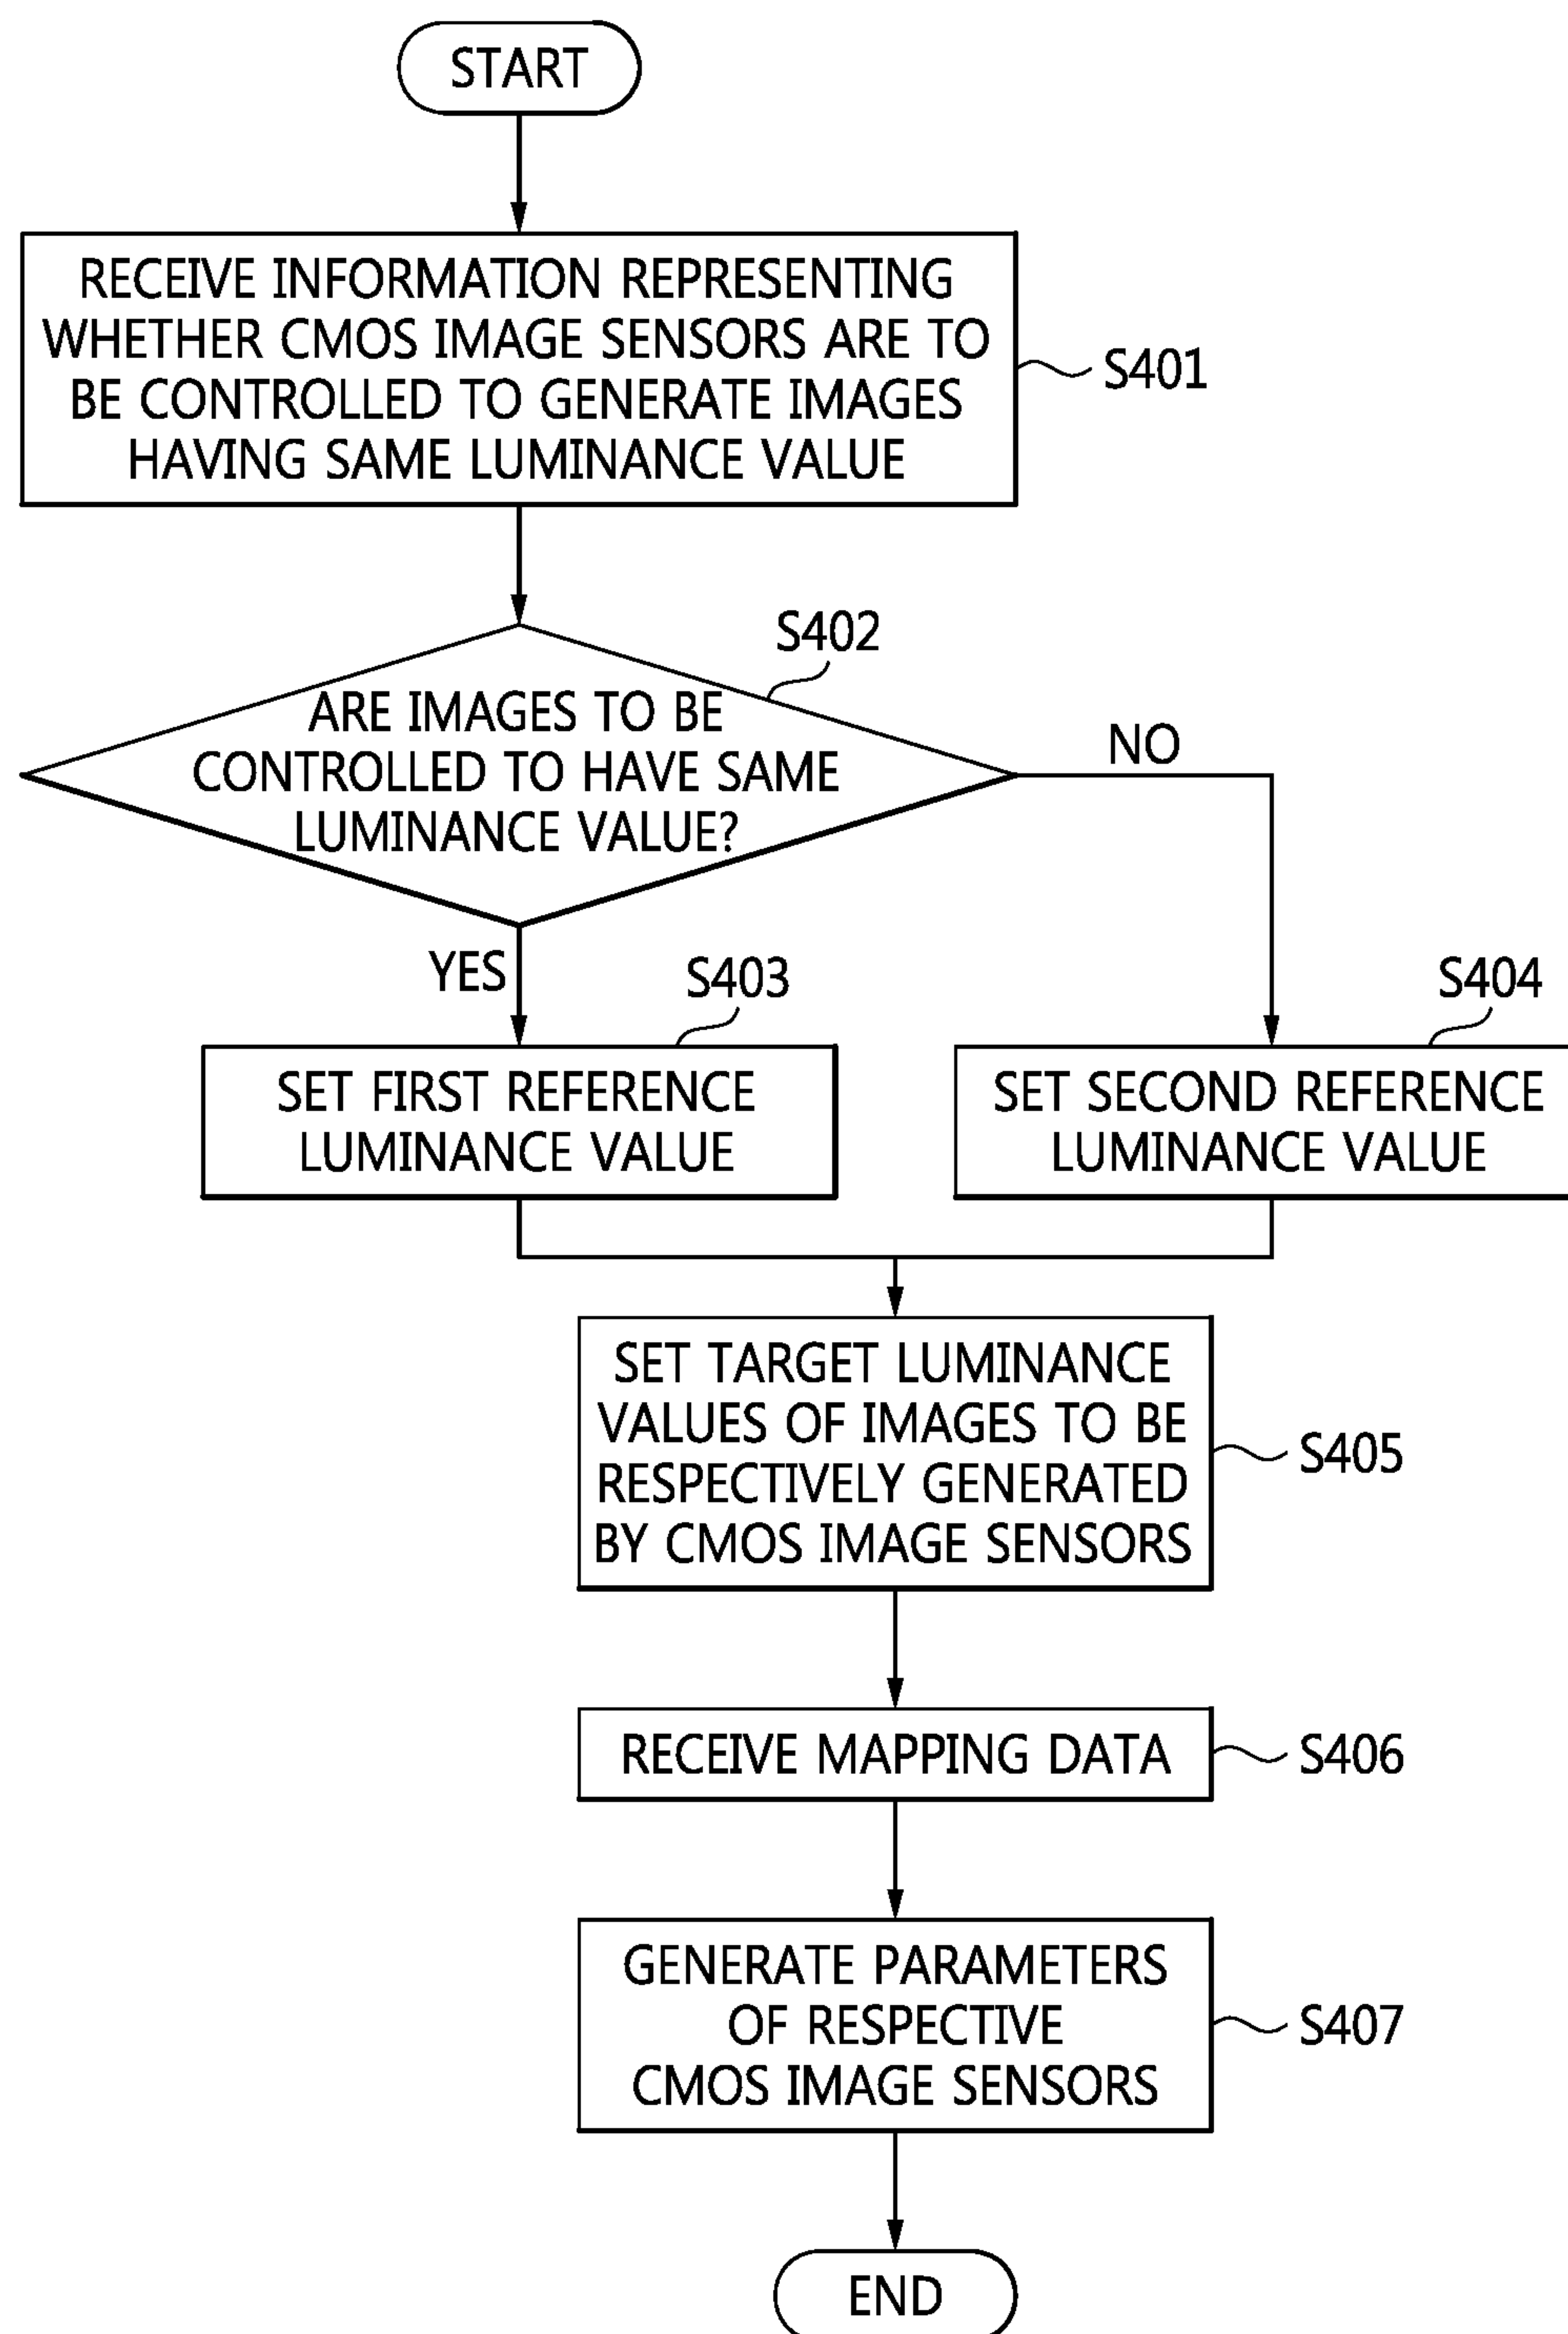 START
RECEIVE INFORMATION REPRESENTING
WHETHER CMOS IMAGE SENSORS ARE TO
BE CONTROLLED TO GENERATE IMAGES
HAVING SAME LUMINANCE VALUE
S401
S402
ARE IMAGES TO BE
CONTROLLED TO HAVE SAME
LUMINANCE VALUE?
NO
YES
S403
SET FIRST REFERENCE
LUMINANCE VALUE
S404
SET SECOND REFERENCE
LUMINANCE VALUE
SET TARGET LUMINANCE
VALUES OF IMAGES TO BE
RESPECTIVELY GENERATED
BY CMOS IMAGE SENSORS
S405
RECEIVE MAPPING DATA
S406
GENERATE PARAMETERS
OF RESPECTIVE
CMOS IMAGE SENSORS
S407
END